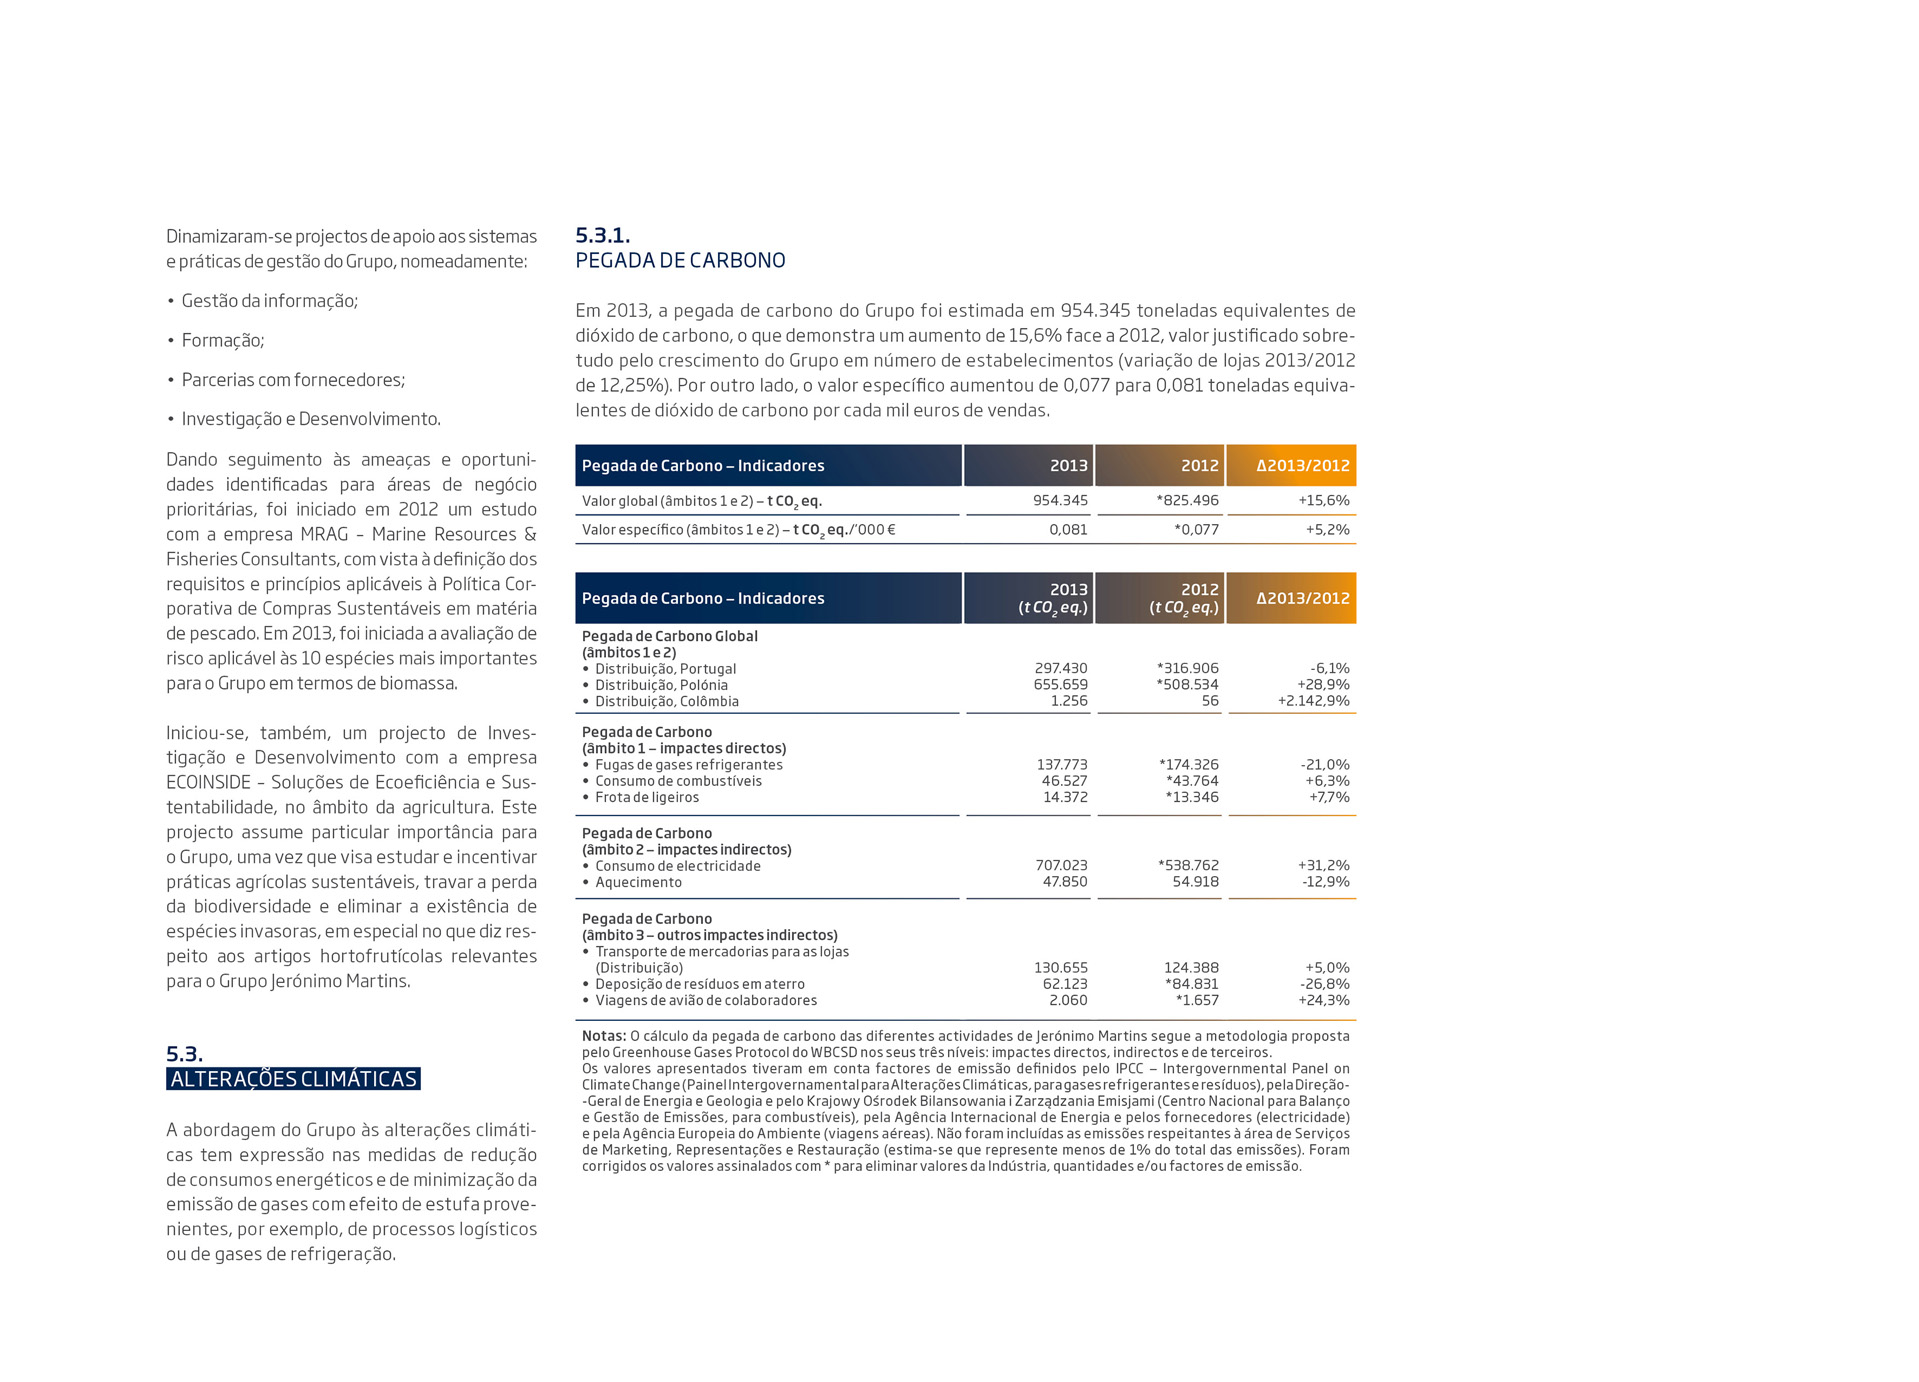 Dinamizaram-se projectos de apoio aos sistemas
e práticas de gestão do Grupo, nomeadamente:
• Gestão da informação;
• Formação;
• Parcerias com fornecedores;
• Investigação e Desenvolvimento.
Dando seguimento às ameaças e oportuni-
dades identificadas para áreas de negócio
prioritárias, foi iniciado em 2012 um estudo
com a empresa MRAG – Marine Resources &
Fisheries Consultants, com vista à definição dos
requisitos e princípios aplicáveis à Política Cor-
porativa de Compras Sustentáveis em matéria
de pescado. Em 2013, foi iniciada a avaliação de
risco aplicável às 10 espécies mais importantes
para o Grupo em termos de biomassa.
Iniciou-se, também, um projecto de Inves-
tigação e Desenvolvimento com a empresa
ECOINSIDE – Soluções de Ecoeficiência e Sus-
tentabilidade, no âmbito da agricultura. Este
projecto assume particular importância para
o Grupo, uma vez que visa estudar e incentivar
práticas agrícolas sustentáveis, travar a perda
da biodiversidade e eliminar a existência de
espécies invasoras, em especial no que diz res-
peito aos artigos hortofrutícolas relevantes
para o Grupo Jerónimo Martins.
5.3.
ALTERAÇÕES CLIMÁTICAS
A abordagem do Grupo às alterações climáti-
cas tem expressão nas medidas de redução
de consumos energéticos e de minimização da
emissão de gases com efeito de estufa prove-
nientes, por exemplo, de processos logísticos
ou de gases de refrigeração.
5.3.1.
PEGADA DE CARBONO
Em 2013, a pegada de carbono do Grupo foi estimada em 954.345 toneladas equivalentes de
dióxido de carbono, o que demonstra um aumento de 15,6% face a 2012, valor justificado sobre-
tudo pelo crescimento do Grupo em número de estabelecimentos (variação de lojas 2013/2012
de 12,25%). Por outro lado, o valor específico aumentou de 0,077 para 0,081 toneladas equiva-
lentes de dióxido de carbono por cada mil euros de vendas.
Pegada de Carbono – Indicadores 2013 2012 Δ2013/2012
Valor global (âmbitos 1 e 2) – t CO₂ eq. 954.345 *825.496 +15,6%
Valor específico (âmbitos 1 e 2) – t CO₂ eq./'000 € 0,081 *0,077 +5,2%
Pegada de Carbono – Indicadores 2013 (t CO₂ eq.) 2012 (t CO₂ eq.) Δ2013/2012
Pegada de Carbono Global
(âmbitos 1 e 2)
• Distribuição, Portugal 297.430 *316.906 -6,1%
• Distribuição, Polónia 655.659 *508.534 +28,9%
• Distribuição, Colômbia 1.256 56 +2.142,9%
Pegada de Carbono
(âmbito 1 – impactes directos)
• Fugas de gases refrigerantes 137.773 *174.326 -21,0%
• Consumo de combustíveis 46.527 *43.764 +6,3%
• Frota de ligeiros 14.372 *13.346 +7,7%
Pegada de Carbono
(âmbito 2 – impactes indirectos)
• Consumo de electricidade 707.023 *538.762 +31,2%
• Aquecimento 47.850 54.918 -12,9%
Pegada de Carbono
(âmbito 3 – outros impactes indirectos)
• Transporte de mercadorias para as lojas
(Distribuição) 130.655 124.388 +5,0%
• Deposição de resíduos em aterro 62.123 *84.831 -26,8%
• Viagens de avião de colaboradores 2.060 *1.657 +24,3%
Notas: O cálculo da pegada de carbono das diferentes actividades de Jerónimo Martins segue a metodologia proposta
pelo Greenhouse Gases Protocol do WBCSD nos seus três níveis: impactes directos, indirectos e de terceiros.
Os valores apresentados tiveram em conta factores de emissão definidos pelo IPCC – Intergovernmental Panel on
Climate Change (Painel Intergovernamental para Alterações Climáticas, para gases refrigerantes e resíduos), pela Direção-
-Geral de Energia e Geologia e pelo Krajowy Ośrodek Bilansowania i Zarządzania Emisjami (Centro Nacional para Balanço
e Gestão de Emissões, para combustíveis), pela Agência Internacional de Energia e pelos fornecedores (electricidade)
e pela Agência Europeia do Ambiente (viagens aéreas). Não foram incluídas as emissões respeitantes à área de Serviços
de Marketing, Representações e Restauração (estima-se que represente menos de 1% do total das emissões). Foram
corrigidos os valores assinalados com * para eliminar valores da Indústria, quantidades e/ou factores de emissão.